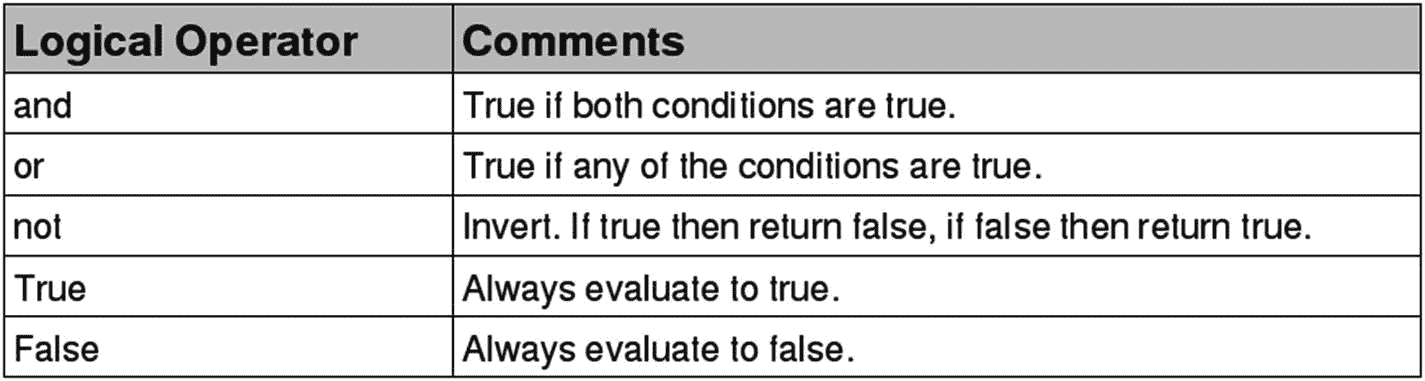 Logical Operator Comments
and True if both conditions are true.
or True if any of the conditions are true.
not Invert. If true then return false, if false then return true.
True Always evaluate to true.
False Always evaluate to false.